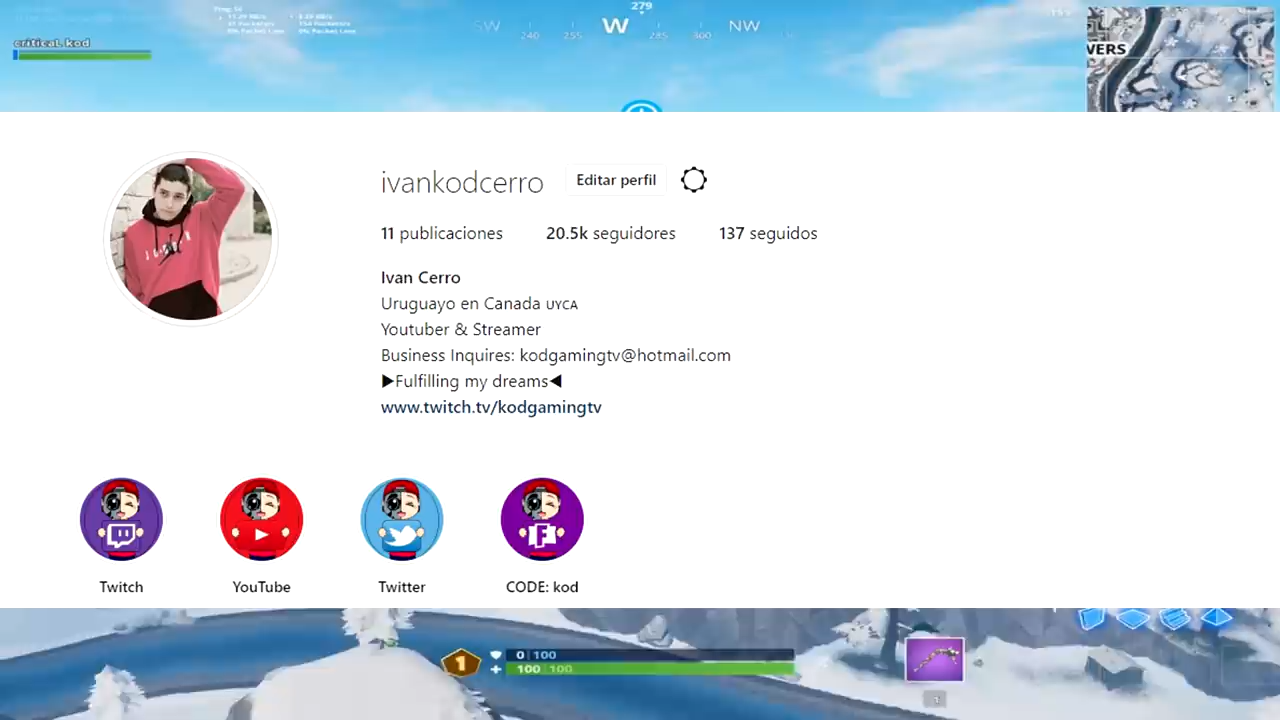 SW
W
NW
279
240
255
285
300
critical kod
WERS
ivankodcerro
Editar perfil
11 publicaciones
20.5k seguidores
137 seguidos
Ivan Cerro
Uruguayo en Canada UYCA
Youtuber & Streamer
Business Inquires: kodgamingtv@hotmail.com
▶Fulfilling my dreams◀
www.twitch.tv/kodgamingtv
Twitch
YouTube
Twitter
CODE: kod
1
0 | 100
100 | 100